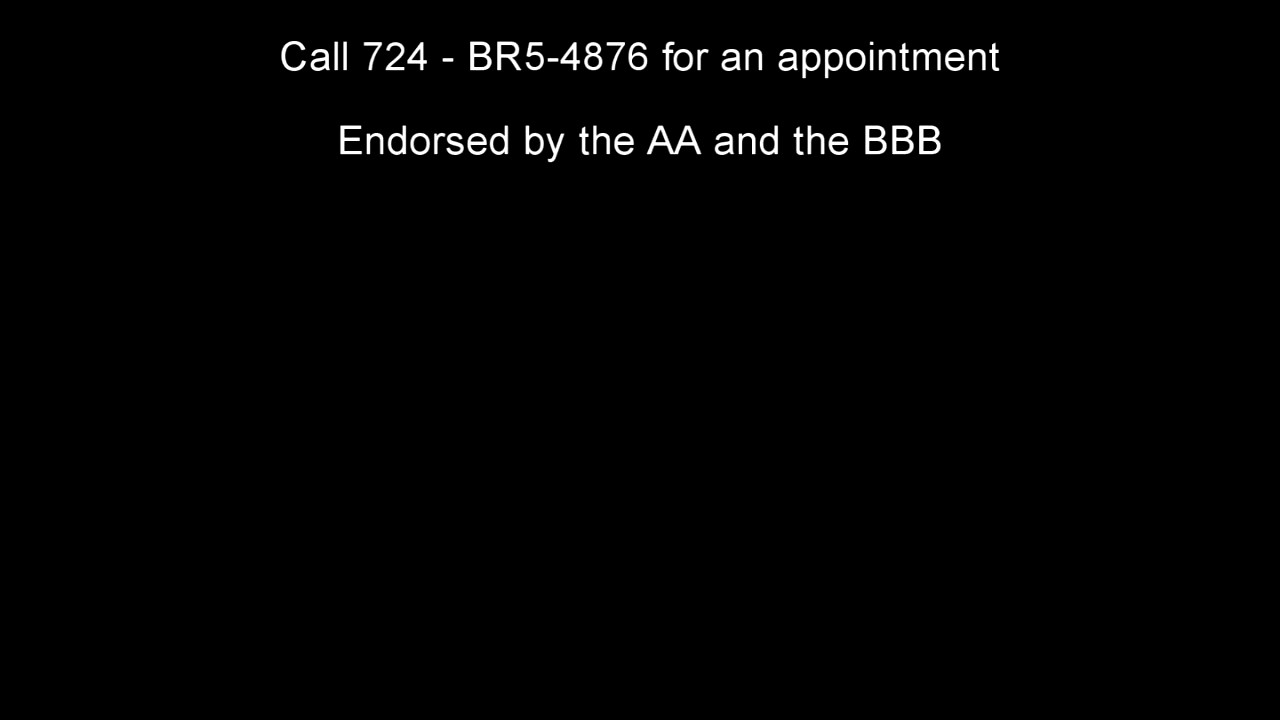 Call 724 - BR5-4876 for an appointment
Endorsed by the AA and the BBB